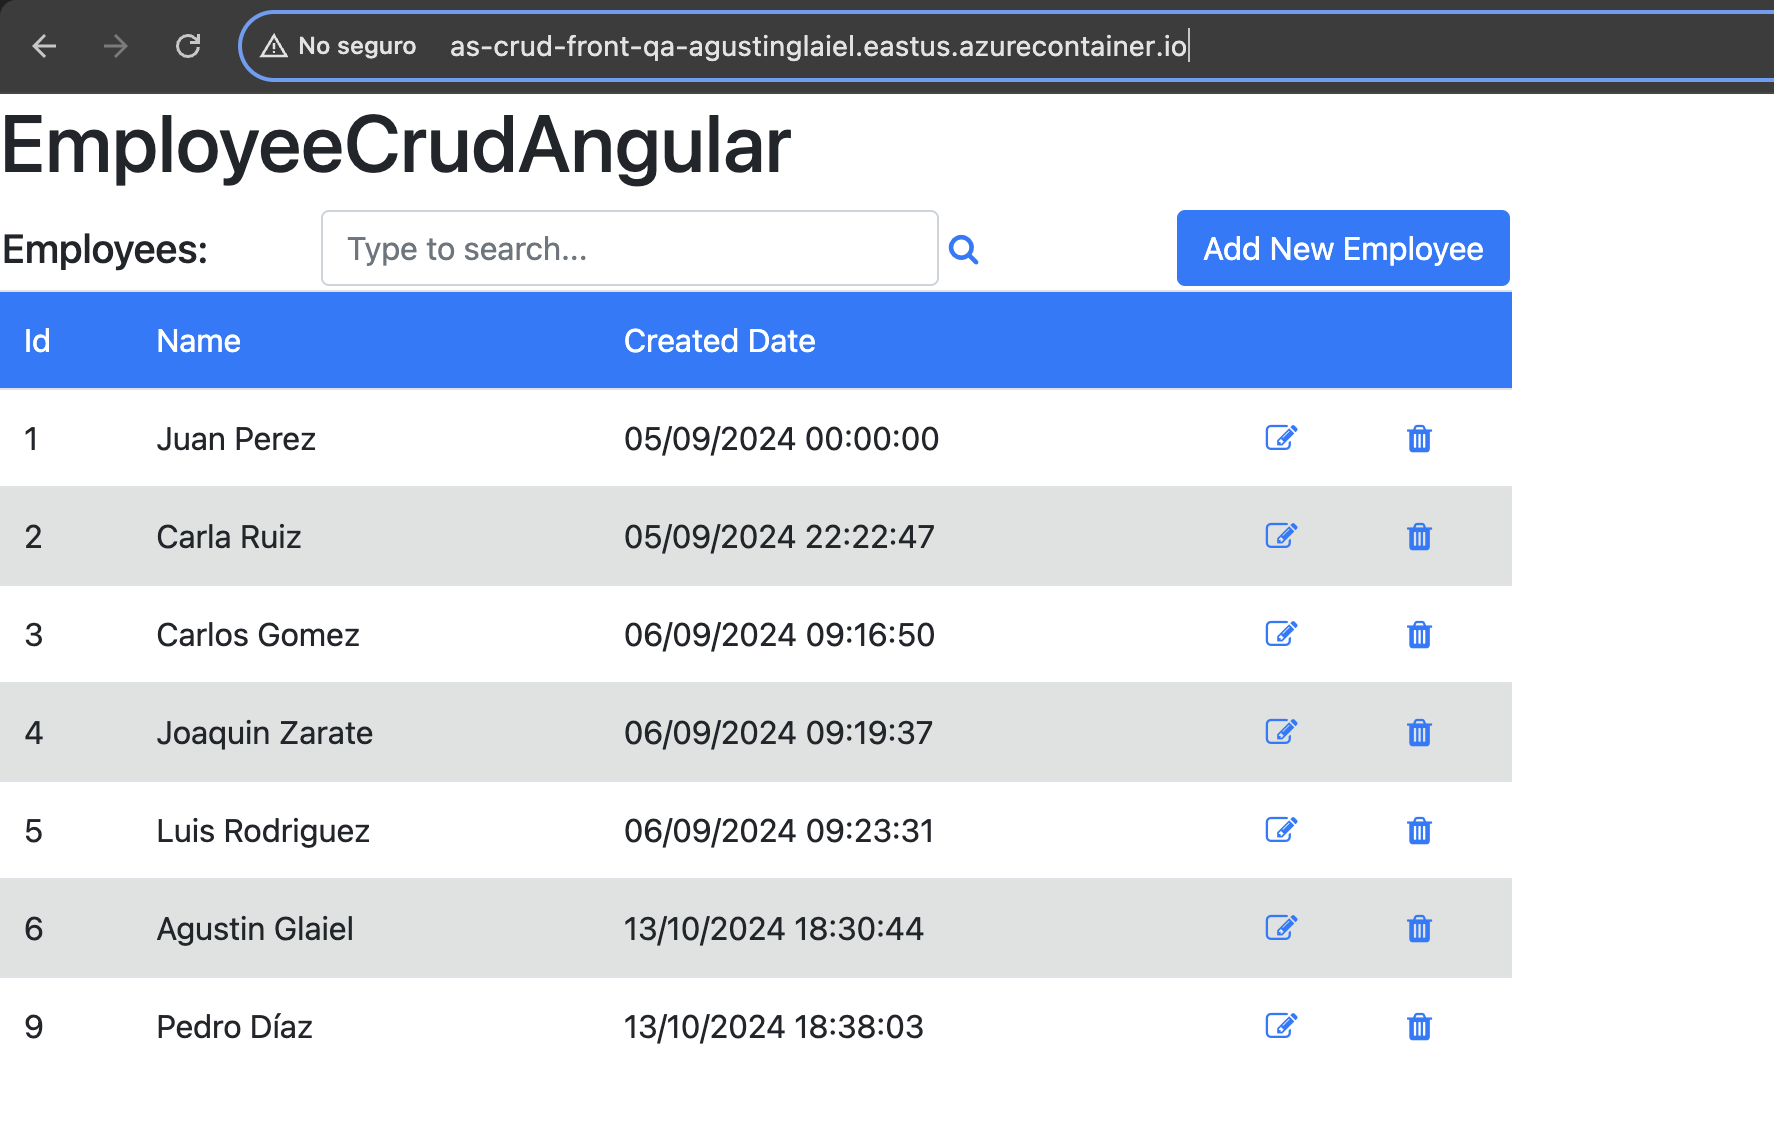 No seguro as-crud-front-qa-agustinglaiel.eastus.azurecontainer.io
EmployeeCrudAngular
Employees: Type to search... Add New Employee
Id Name Created Date
1 Juan Perez 05/09/2024 00:00:00
2 Carla Ruiz 05/09/2024 22:22:47
3 Carlos Gomez 06/09/2024 09:16:50
4 Joaquin Zarate 06/09/2024 09:19:37
5 Luis Rodriguez 06/09/2024 09:23:31
6 Agustin Glaiel 13/10/2024 18:30:44
9 Pedro Díaz 13/10/2024 18:38:03